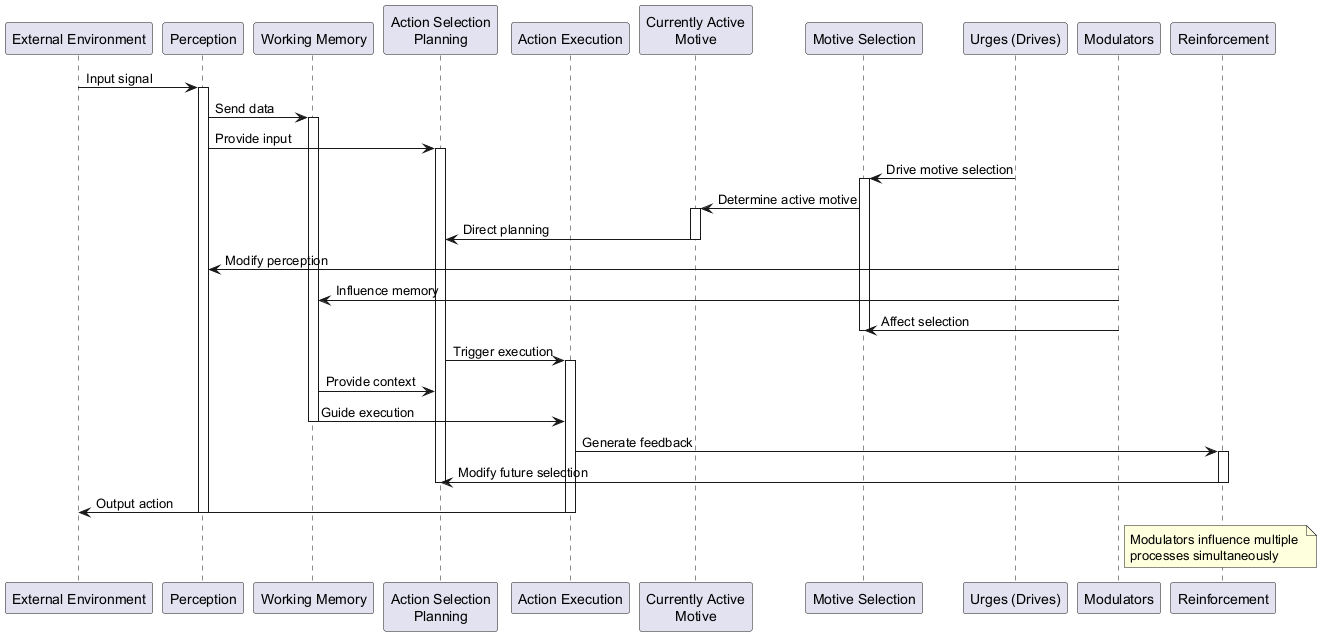 External Environment
Perception
Working Memory
Action Selection
Planning
Action Execution
Currently Active
Motive
Motive Selection
Urges (Drives)
Modulators
Reinforcement
Input signal
Send data
Provide input
Drive motive selection
Determine active motive
Direct planning
Modify perception
Influence memory
Affect selection
Trigger execution
Provide context
Guide execution
Generate feedback
Modify future selection
Output action
Modulators influence multiple
processes simultaneously
External Environment
Perception
Working Memory
Action Selection
Planning
Action Execution
Currently Active
Motive
Motive Selection
Urges (Drives)
Modulators
Reinforcement